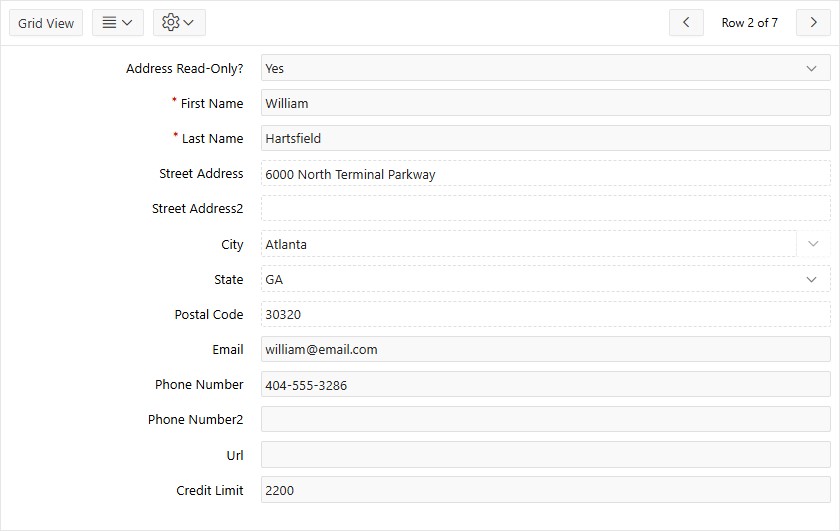 Grid View
Row 2 of 7
Address Read-Only? Yes
* First Name William
* Last Name Hartsfield
Street Address 6000 North Terminal Parkway
Street Address2
City Atlanta
State GA
Postal Code 30320
Email william@email.com
Phone Number 404-555-3286
Phone Number2
Url
Credit Limit 2200